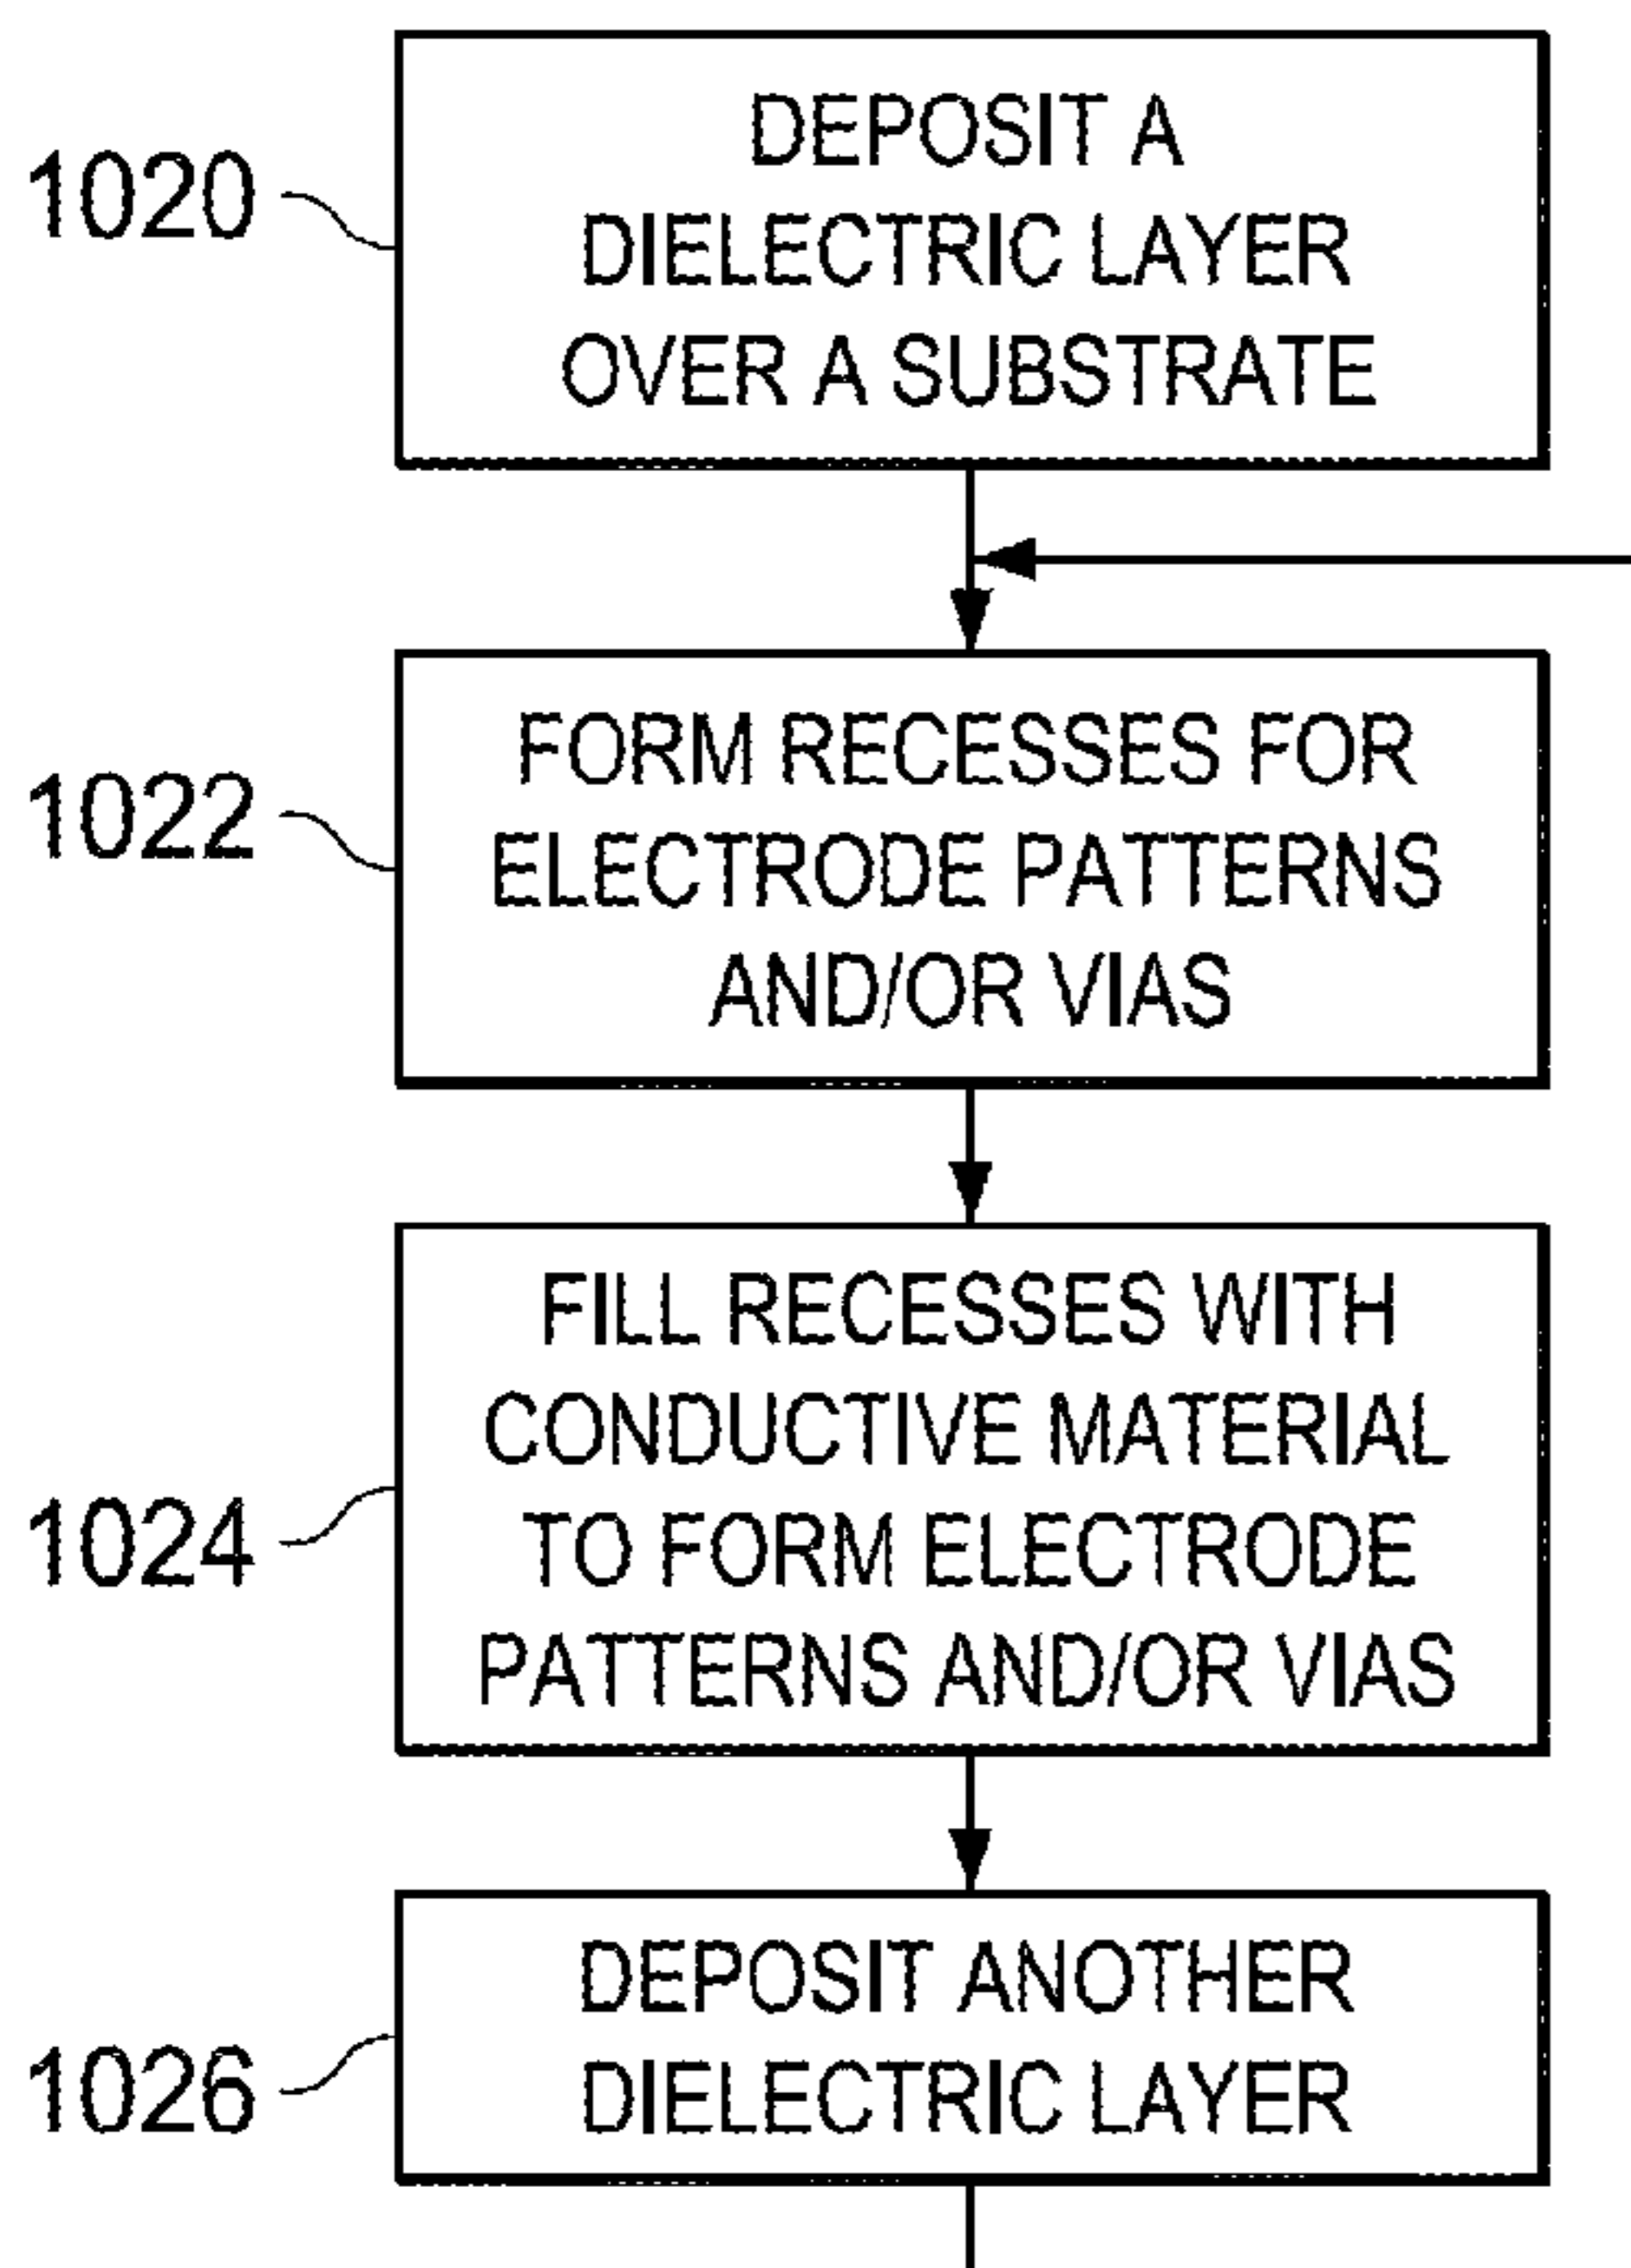 DEPOSIT A
DIELECTRIC LAYER
OVER A SUBSTRATE
1020
FORM RECESSES FOR
ELECTRODE PATTERNS
AND/OR VIAS
1022
FILL RECESSES WITH
CONDUCTIVE MATERIAL
TO FORM ELECTRODE
PATTERNS AND/OR VIAS
1024
DEPOSIT ANOTHER
DIELECTRIC LAYER
1026